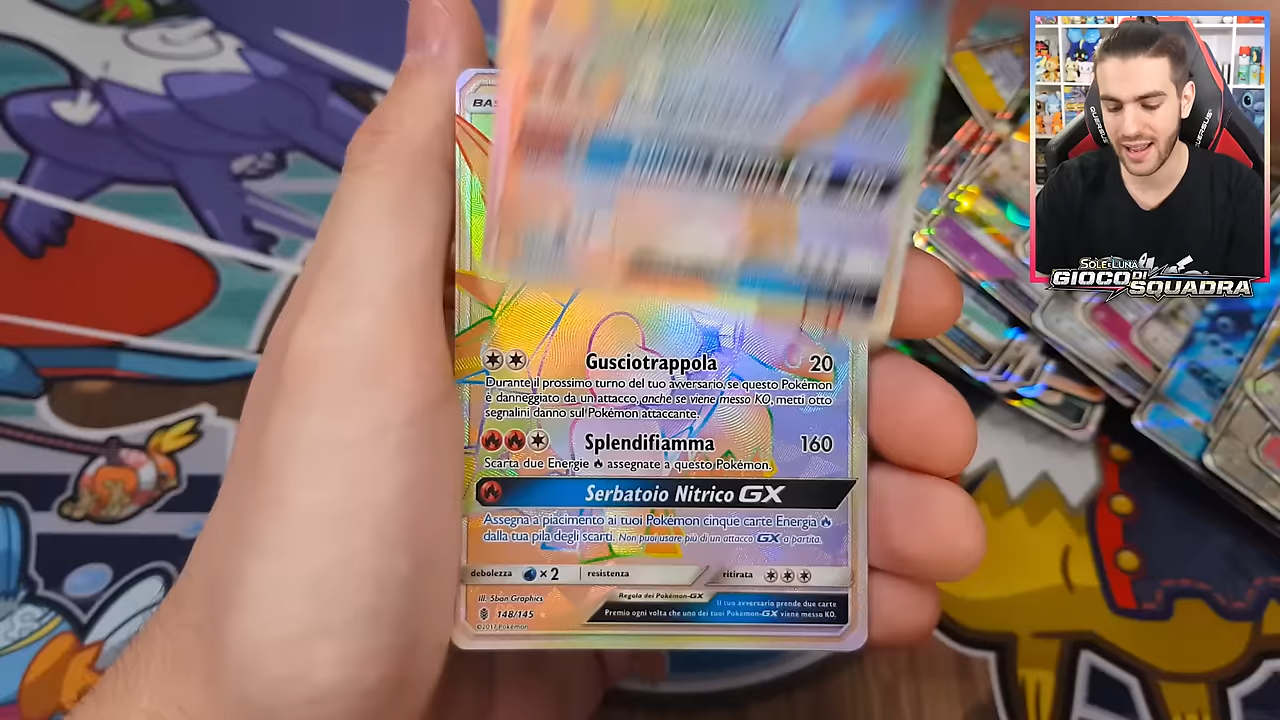 BAS
Gusciotrappola 20
Durante il prossimo turno del tuo avversario, se questo Pokémon
è danneggiato da un attacco, anche se viene messo KO, metti otto
segnalini danno sul Pokémon attaccante.
Splendifiamma 160
Scarta due Energie assegnate a questo Pokémon.
Serbatoio Nitrico GX
Assegna a piacimento ai tuoi Pokémon cinque carte Energia
dalla tua pila degli scarti. Non puoi usare più di un attacco GX a partita.
debolezza ×2 resistenza ritirata
Ill. 5ban Graphics
148/145
©2017 Pokémon
Regola dei Pokémon-GX
Il tuo avversario prende due carte
Premio ogni volta che uno dei tuoi Pokémon-GX viene messo KO.
QUERSUS
QUERSUS
SOLE E LUNA
GIOCO DI
SQUADRA